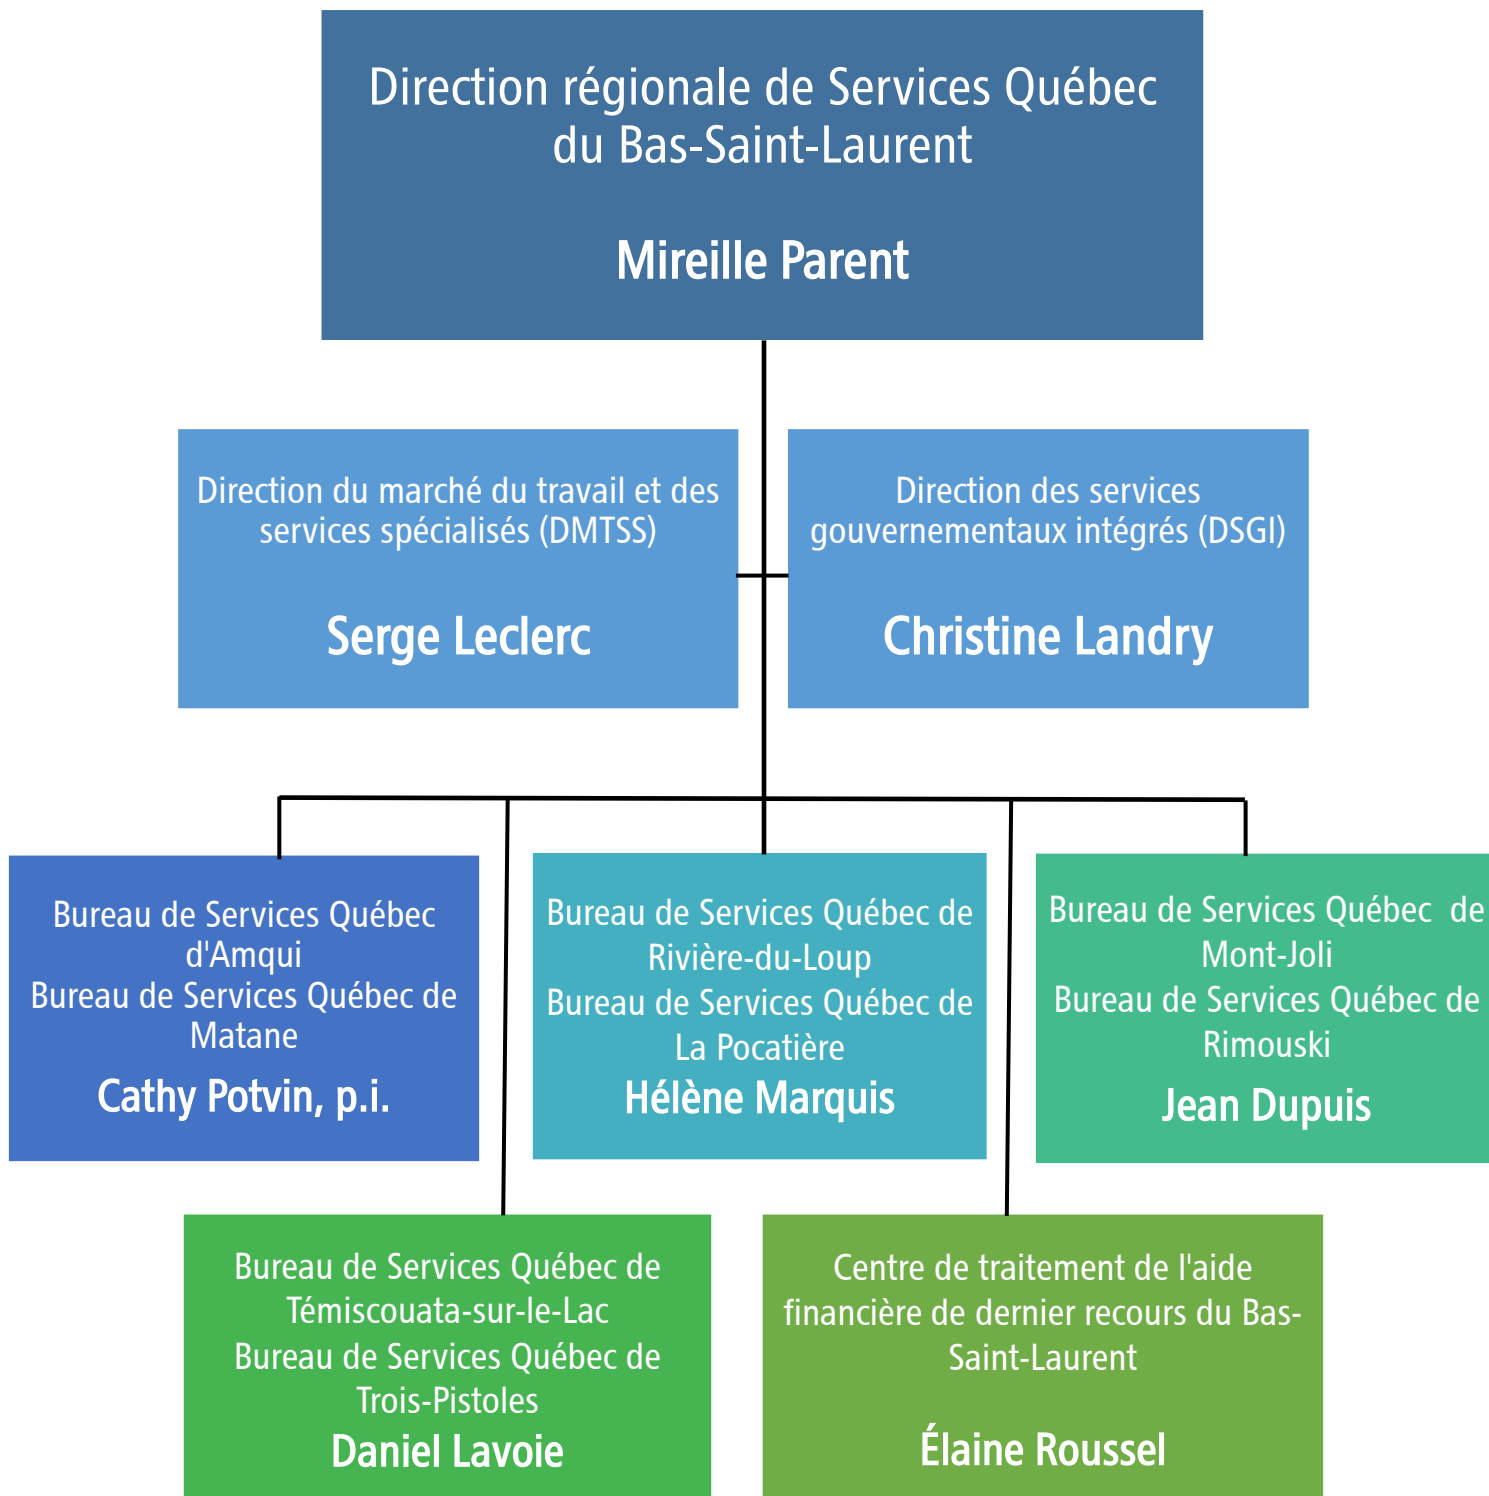 Direction régionale de Services Québec
du Bas-Saint-Laurent
Mireille Parent
Direction du marché du travail et des
services spécialisés (DMTSS)
Serge Leclerc
Direction des services
gouvernementaux intégrés (DSGI)
Christine Landry
Bureau de Services Québec
d'Amqui
Bureau de Services Québec de
Matane
Cathy Potvin, p.i.
Bureau de Services Québec de
Rivière-du-Loup
Bureau de Services Québec de
La Pocatière
Hélène Marquis
Bureau de Services Québec  de
Mont-Joli
Bureau de Services Québec de
Rimouski
Jean Dupuis
Bureau de Services Québec de
Témiscouata-sur-le-Lac
Bureau de Services Québec de
Trois-Pistoles
Daniel Lavoie
Centre de traitement de l'aide
financière de dernier recours du Bas-
Saint-Laurent
Élaine Roussel